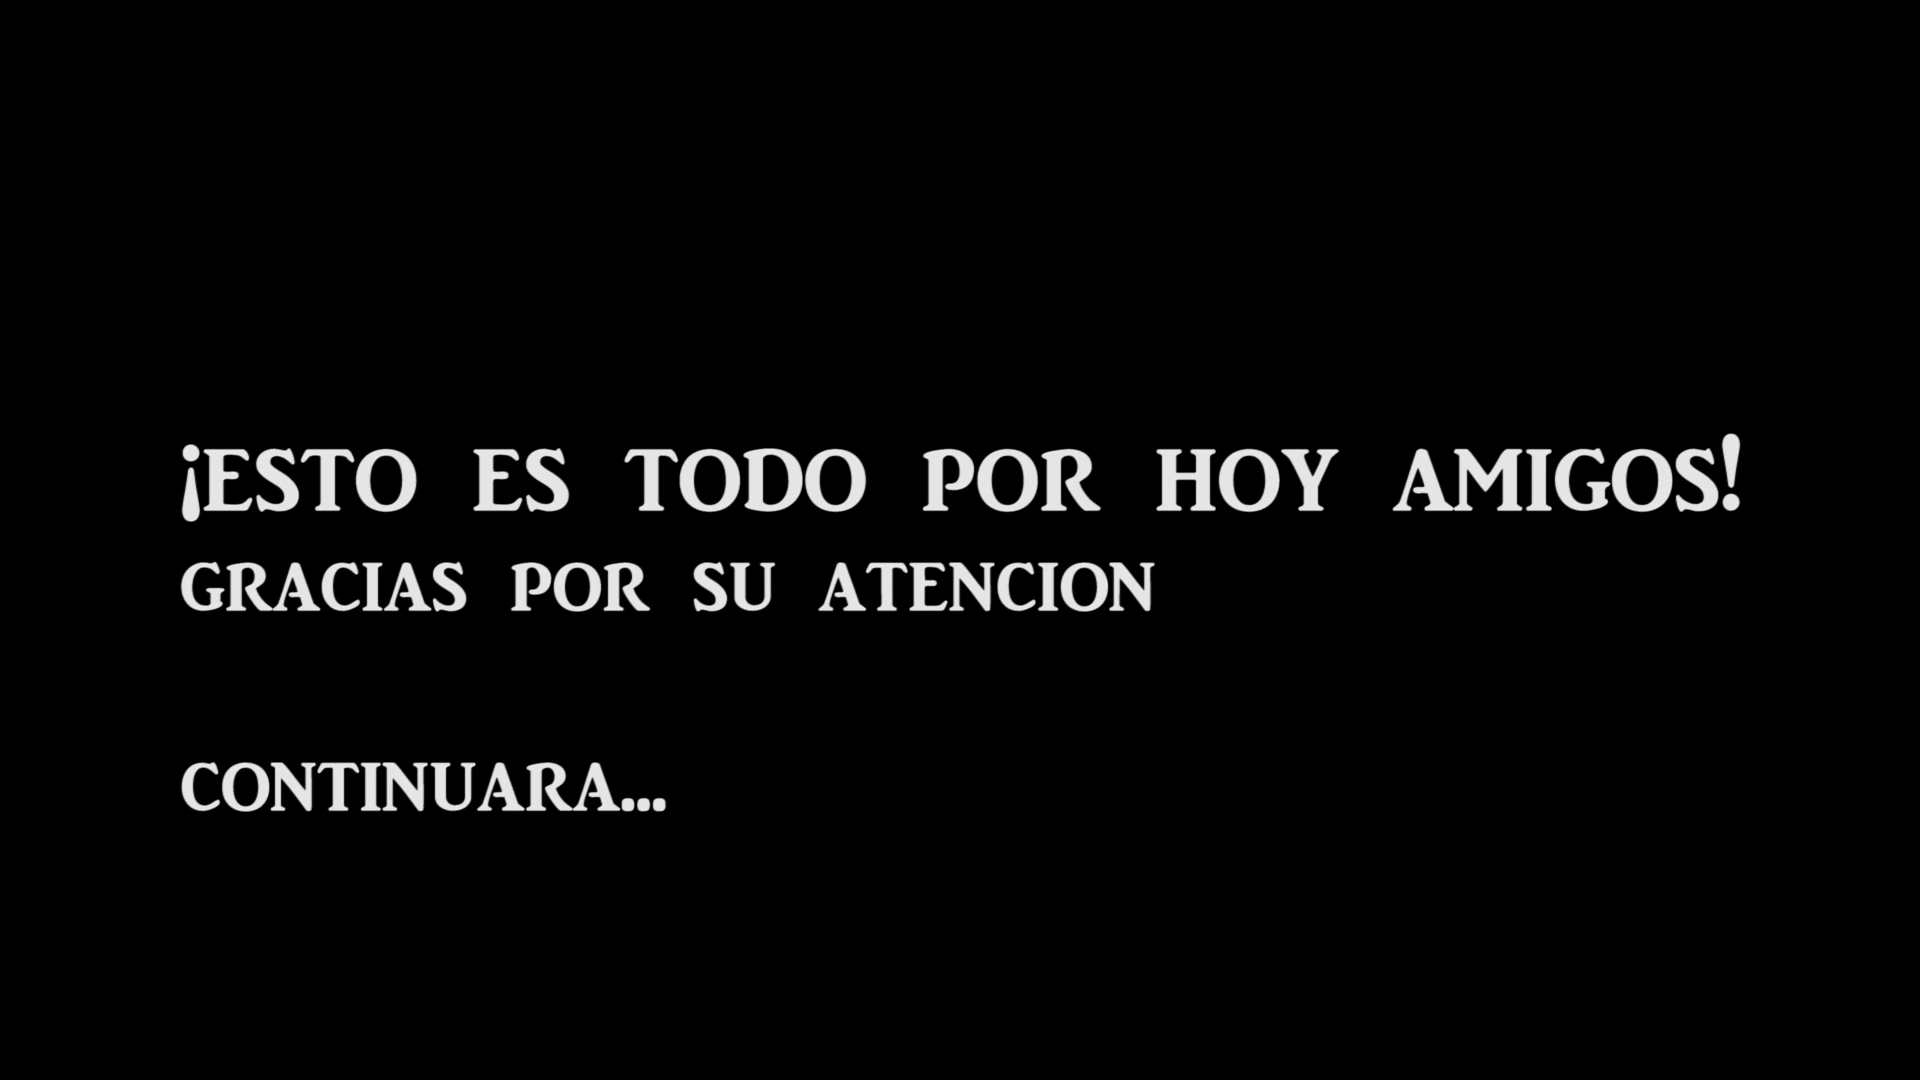 ¡ESTO ES TODO POR HOY AMIGOS!
GRACIAS POR SU ATENCION
CONTINUARA...